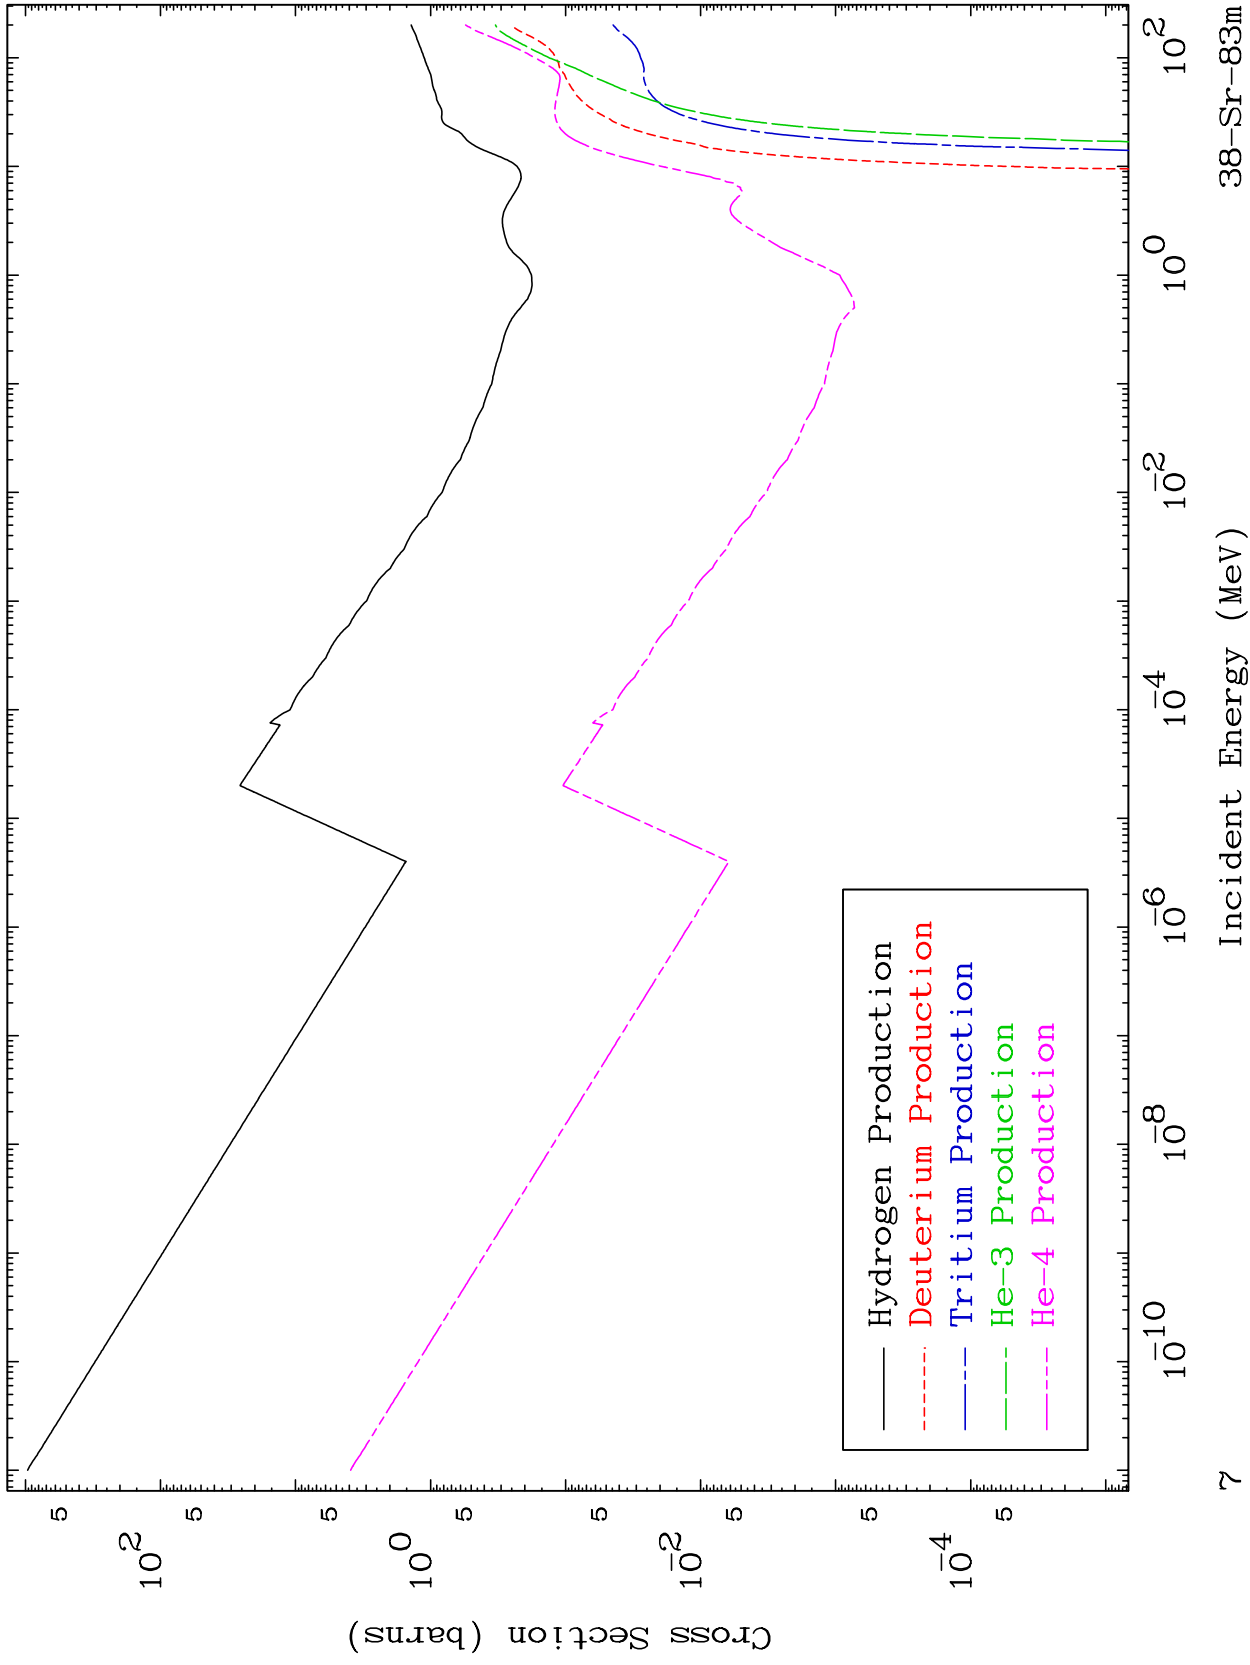 Cross Section (barns)
10^2
10^0
10^-2
10^-4
5
5
5
5
5
5
5
5
Hydrogen Production
Deuterium Production
Tritium Production
He-3 Production
He-4 Production
10^-10
10^-8
10^-6
10^-4
10^-2
10^0
10^2
Incident Energy (MeV)
7
38-Sr-83m